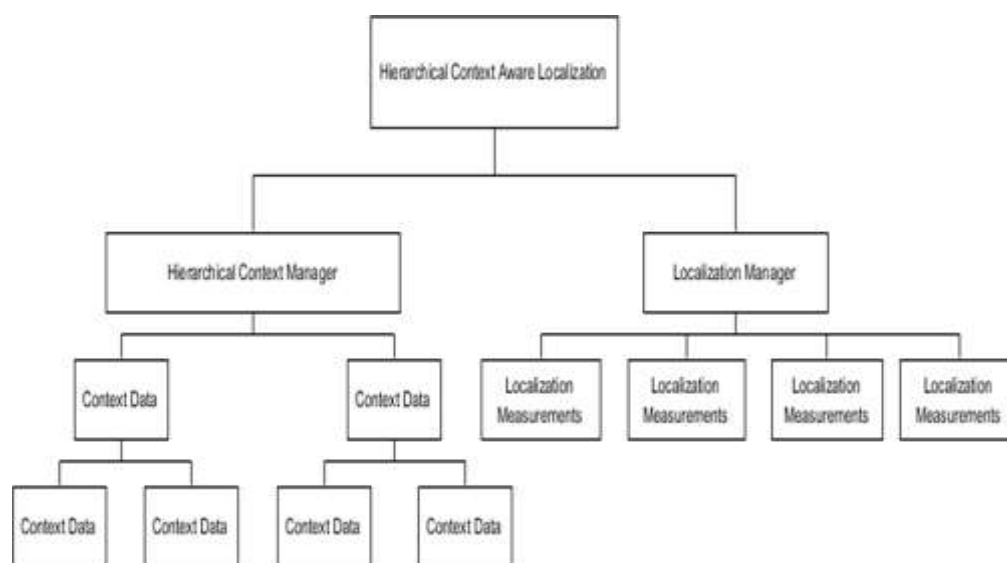 Hierarchical Context Aware Localization
Hierarchical Context Manager
Localization Manager
Context Data
Context Data
Localization
Measurements
Localization
Measurements
Localization
Measurements
Localization
Measurements
Context Data
Context Data
Context Data
Context Data